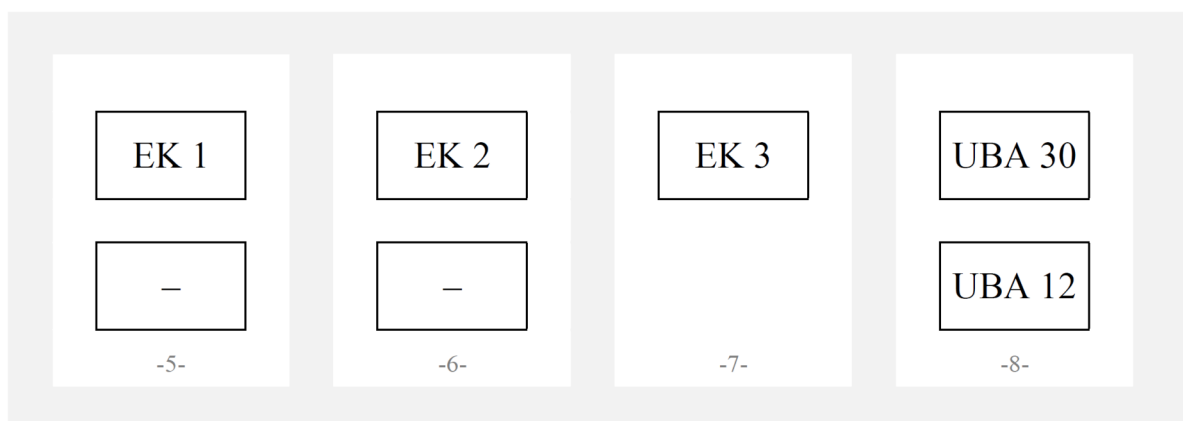 EK 1
–
-5-
EK 2
–
-6-
EK 3
-7-
UBA 30
UBA 12
-8-